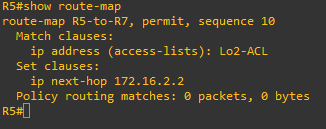 R5#show route-map
route-map R5-to-R7, permit, sequence 10
  Match clauses:
    ip address (access-lists): Lo2-ACL
  Set clauses:
    ip next-hop 172.16.2.2
  Policy routing matches: 0 packets, 0 bytes
R5#